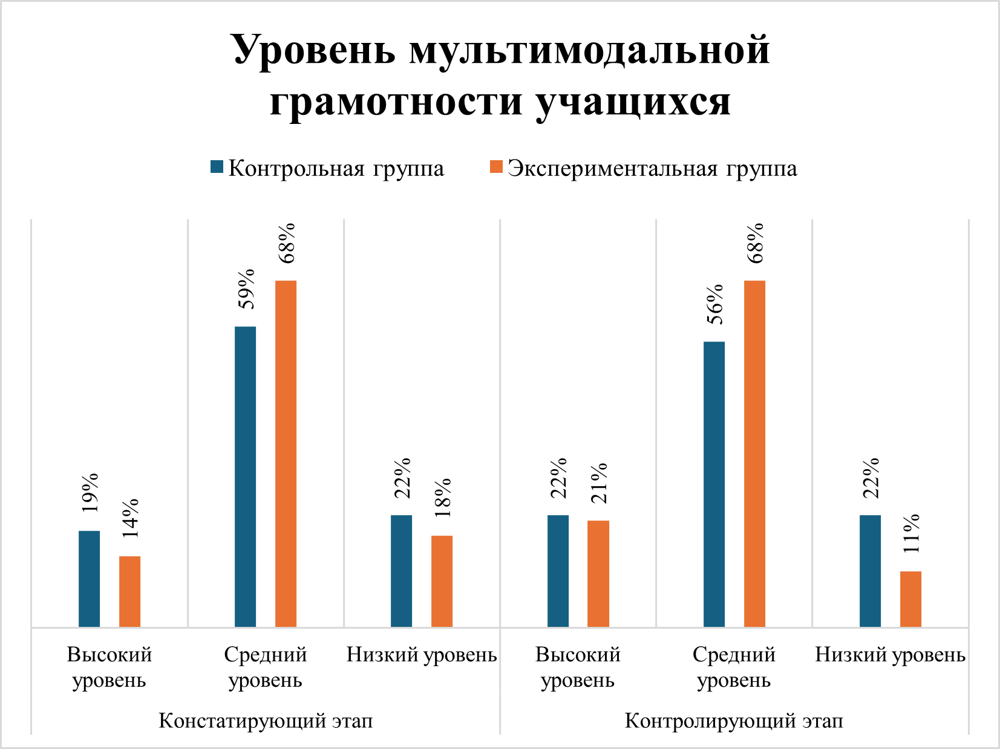 Уровень мультимодальной
грамотности учащихся
Контрольная группа
Экспериментальная группа
19%
14%
59%
68%
22%
18%
22%
21%
56%
68%
22%
11%
Высокий
уровень
Средний
уровень
Низкий уровень
Высокий
уровень
Средний
уровень
Низкий уровень
Констатирующий этап
Контролирующий этап